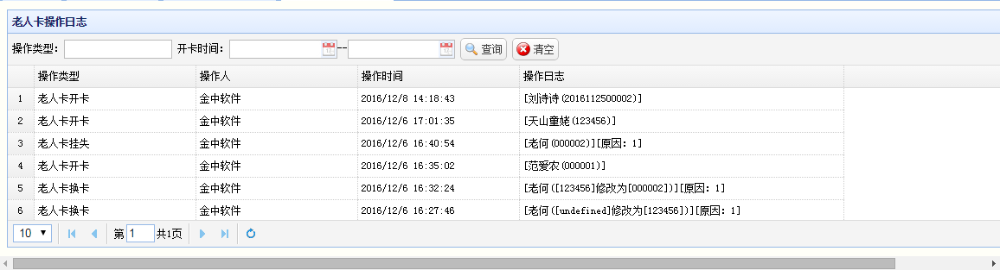 老人卡操作日志
操作类型: 开卡时间: -- 查询 清空
操作类型 操作人 操作时间 操作日志
1 老人卡开卡 金中软件 2016/12/8 14:18:43 [刘诗诗(2016112500002)]
2 老人卡开卡 金中软件 2016/12/6 17:01:35 [天山童姥(123456)]
3 老人卡挂失 金中软件 2016/12/6 16:40:54 [老何(000002)][原因: 1]
4 老人卡开卡 金中软件 2016/12/6 16:35:02 [范爱农(000001)]
5 老人卡换卡 金中软件 2016/12/6 16:32:24 [老何([123456]修改为[000002])][原因: 1]
6 老人卡换卡 金中软件 2016/12/6 16:27:46 [老何([undefined]修改为[123456])][原因: 1]
10 第 1 共1页